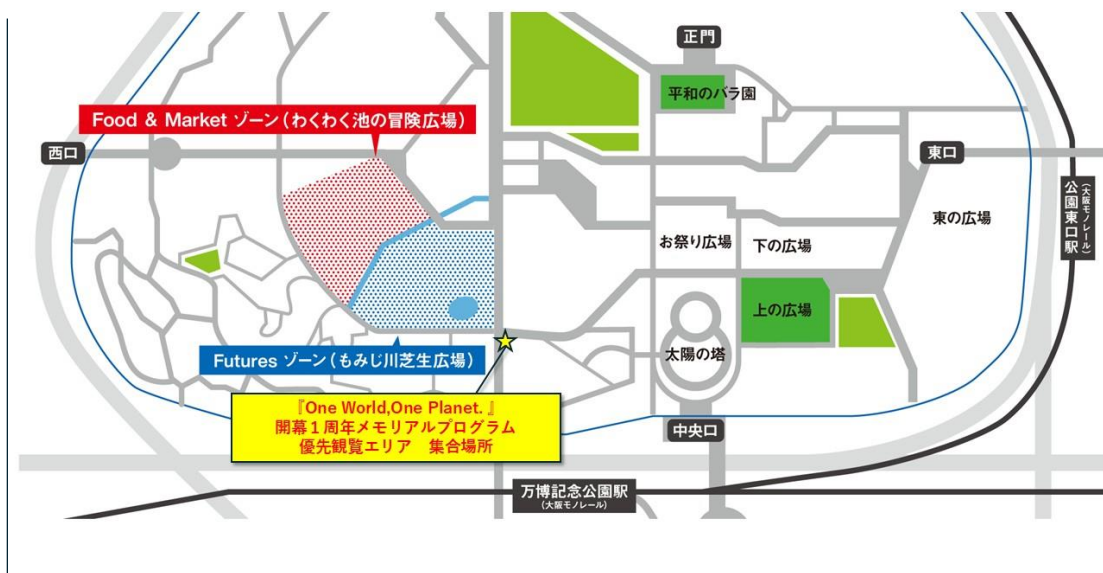 正門
平和のバラ園
Food & Market ゾーン（わくわく池の冒険広場）
西口
東口
公園東口駅
（大阪モノレール）
東の広場
お祭り広場
下の広場
上の広場
太陽の塔
Futures ゾーン（もみじ川芝生広場）
『One World,One Planet.』
開幕１周年メモリアルプログラム
優先観覧エリア　集合場所
中央口
万博記念公園駅
（大阪モノレール）